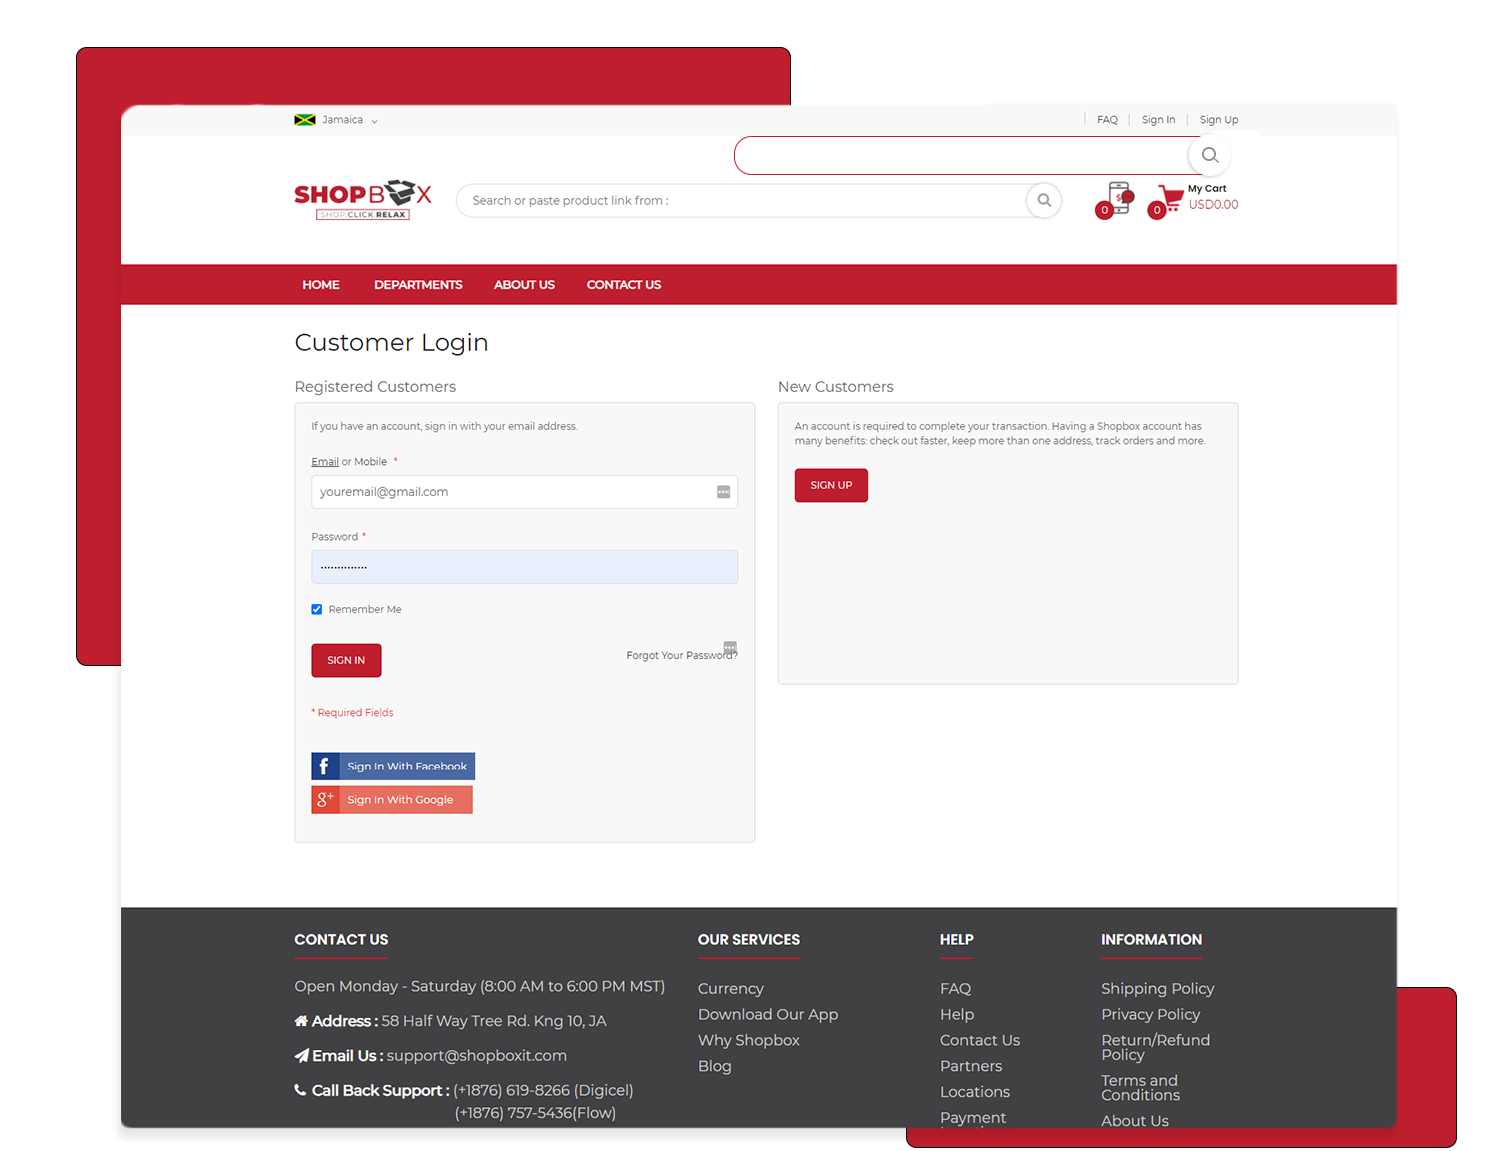 Jamaica
FAQ
Sign In
Sign Up
SHOPBOX
SHOP.CLICK RELAX
Search or paste product link from :
0
$
0
My Cart
USD0.00
HOME
DEPARTMENTS
ABOUT US
CONTACT US
Customer Login
Registered Customers
If you have an account, sign in with your email address.
Email or Mobile *
youremail@gmail.com
Password *
Remember Me
SIGN IN
Forgot Your Password?
* Required Fields
f Sign In With Facebook
g+ Sign In With Google
New Customers
An account is required to complete your transaction. Having a Shopbox account has
many benefits: check out faster, keep more than one address, track orders and more.
SIGN UP
CONTACT US
Open Monday - Saturday (8:00 AM to 6:00 PM MST)
Address : 58 Half Way Tree Rd. Kng 10, JA
Email Us : support@shopboxit.com
Call Back Support : (+1876) 619-8266 (Digicel)
(+1876) 757-5436(Flow)
OUR SERVICES
Currency
Download Our App
Why Shopbox
Blog
HELP
FAQ
Help
Contact Us
Partners
Locations
Payment
INFORMATION
Shipping Policy
Privacy Policy
Return/Refund
Policy
Terms and
Conditions
About Us